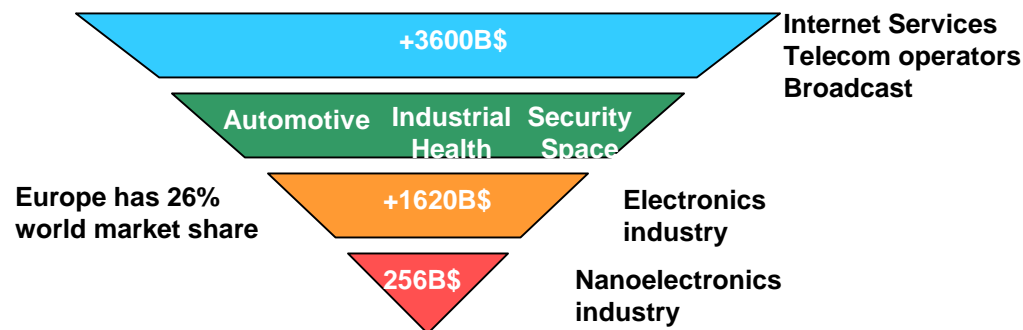 +3600B$
Internet Services
Telecom operators
Broadcast
Automotive
Industrial
Health
Security
Space
Europe has 26%
world market share
+1620B$
Electronics
industry
256B$
Nanoelectronics
industry